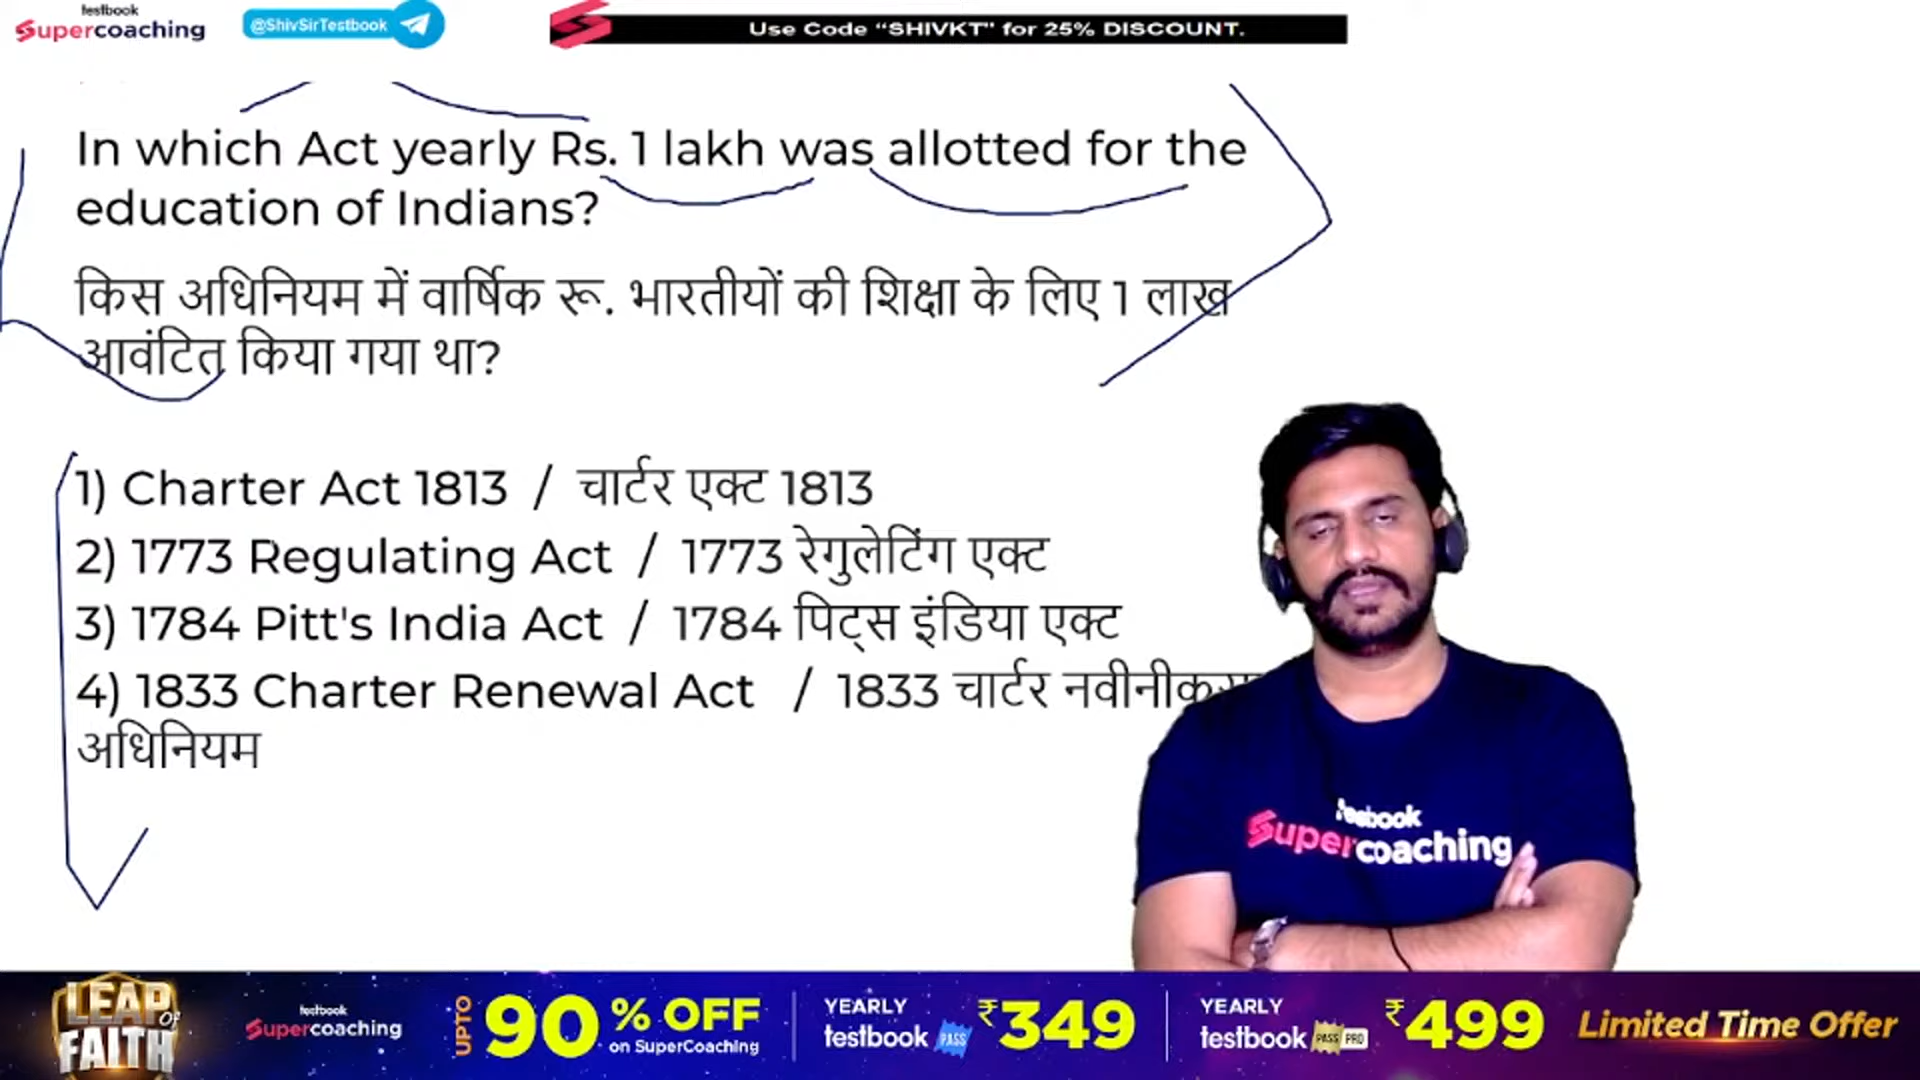 testbook
Supercoaching
@ShivSirTestbook
Use Code “SHIVKT” for 25% DISCOUNT.
In which Act yearly Rs. 1 lakh was allotted for the
education of Indians?
किस अधिनियम में वार्षिक रू. भारतीयों की शिक्षा के लिए 1 लाख
आवंटित किया गया था?
1) Charter Act 1813 / चार्टर एक्ट 1813
2) 1773 Regulating Act / 1773 रेगुलेटिंग एक्ट
3) 1784 Pitt's India Act / 1784 पिट्स इंडिया एक्ट
4) 1833 Charter Renewal Act / 1833 चार्टर
अधिनियम
testbook
Supercoaching
LEAP OF
FAITH
testbook
Supercoaching
UPTO 90% OFF
on SuperCoaching
YEARLY
testbook PASS
₹349
YEARLY
testbook PASS PRO
₹499
Limited Time Offer